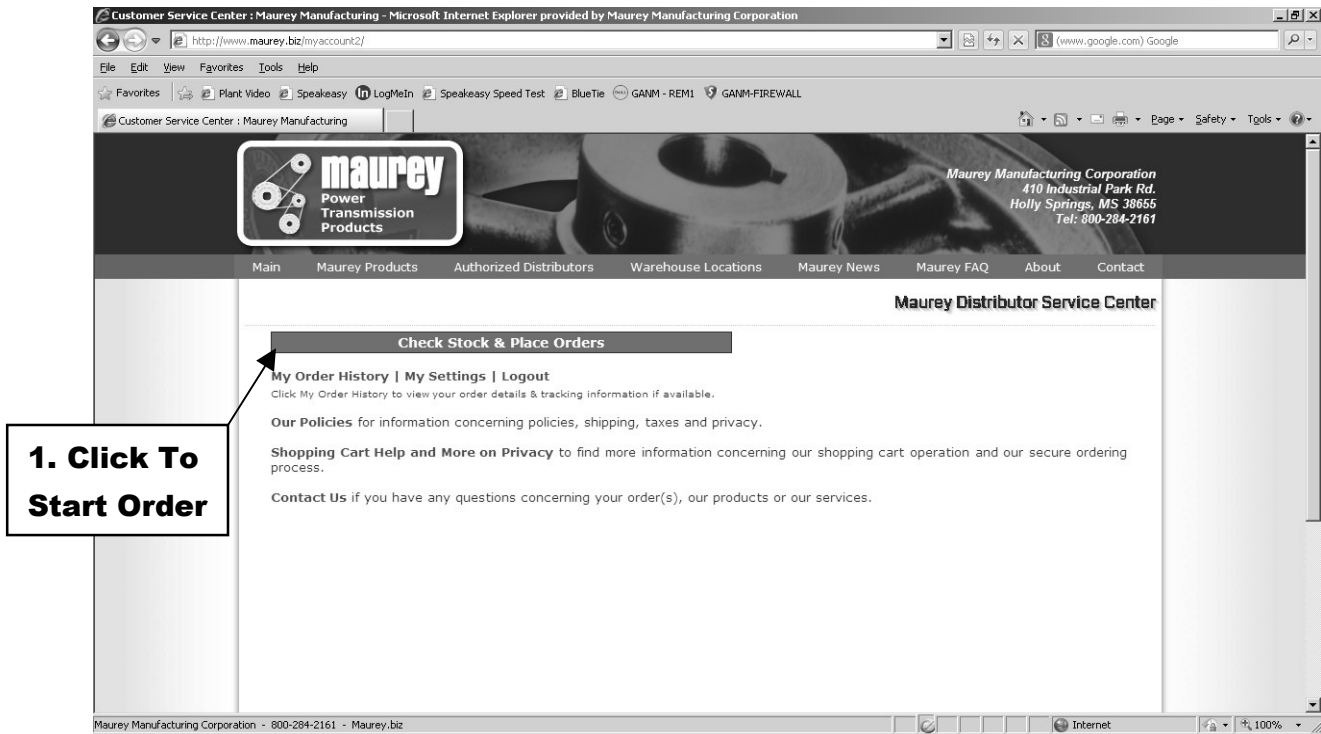 Customer Service Center : Maurey Manufacturing - Microsoft Internet Explorer provided by Maurey Manufacturing Corporation
http://www.maurey.biz/myaccount2/
(www.google.com) Google
File Edit View Favorites Tools Help
Favorites Plant Video Speakeasy LogMeIn Speakeasy Speed Test BlueTie GANM - REM1 GANM-FIREWALL
Customer Service Center : Maurey Manufacturing
Page Safety Tools
maurey
Power
Transmission
Products
Maurey Manufacturing Corporation
410 Industrial Park Rd.
Holly Springs, MS 38655
Tel: 800-284-2161
Main Maurey Products Authorized Distributors Warehouse Locations Maurey News Maurey FAQ About Contact
Maurey Distributor Service Center
Check Stock & Place Orders
My Order History | My Settings | Logout
Click My Order History to view your order details & tracking information if available.
Our Policies for information concerning policies, shipping, taxes and privacy.
Shopping Cart Help and More on Privacy to find more information concerning our shopping cart operation and our secure ordering
process.
Contact Us if you have any questions concerning your order(s), our products or our services.
1. Click To
Start Order
Maurey Manufacturing Corporation - 800-284-2161 - Maurey.biz
Internet
100%